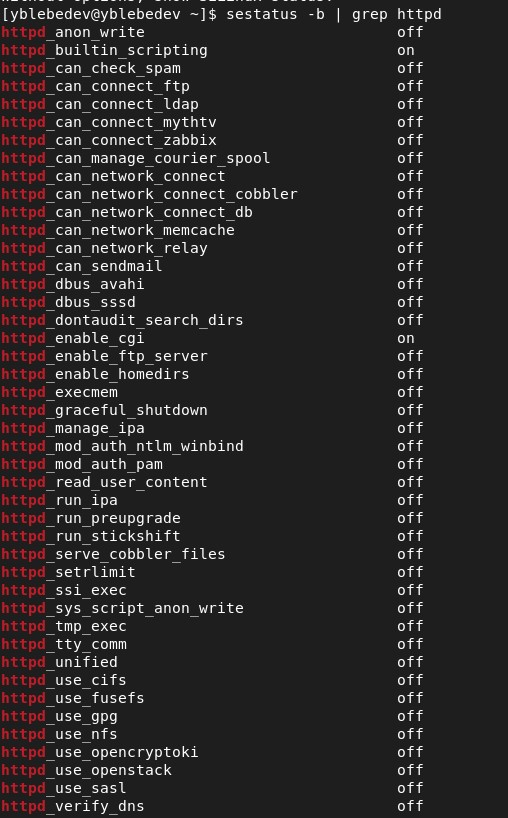 [yblebedev@yblebedev ~]$ sestatus -b | grep httpd
httpd_anon_write off
httpd_builtin_scripting on
httpd_can_check_spam off
httpd_can_connect_ftp off
httpd_can_connect_ldap off
httpd_can_connect_mythtv off
httpd_can_connect_zabbix off
httpd_can_manage_courier_spool off
httpd_can_network_connect off
httpd_can_network_connect_cobbler off
httpd_can_network_connect_db off
httpd_can_network_memcache off
httpd_can_network_relay off
httpd_can_sendmail off
httpd_dbus_avahi off
httpd_dbus_sssd off
httpd_dontaudit_search_dirs off
httpd_enable_cgi on
httpd_enable_ftp_server off
httpd_enable_homedirs off
httpd_execmem off
httpd_graceful_shutdown off
httpd_manage_ipa off
httpd_mod_auth_ntlm_winbind off
httpd_mod_auth_pam off
httpd_read_user_content off
httpd_run_ipa off
httpd_run_preupgrade off
httpd_run_stickshift off
httpd_serve_cobbler_files off
httpd_setrlimit off
httpd_ssi_exec off
httpd_sys_script_anon_write off
httpd_tmp_exec off
httpd_tty_comm off
httpd_unified off
httpd_use_cifs off
httpd_use_fusefs off
httpd_use_gpg off
httpd_use_nfs off
httpd_use_opencryptoki off
httpd_use_openstack off
httpd_use_sasl off
httpd_verify_dns off